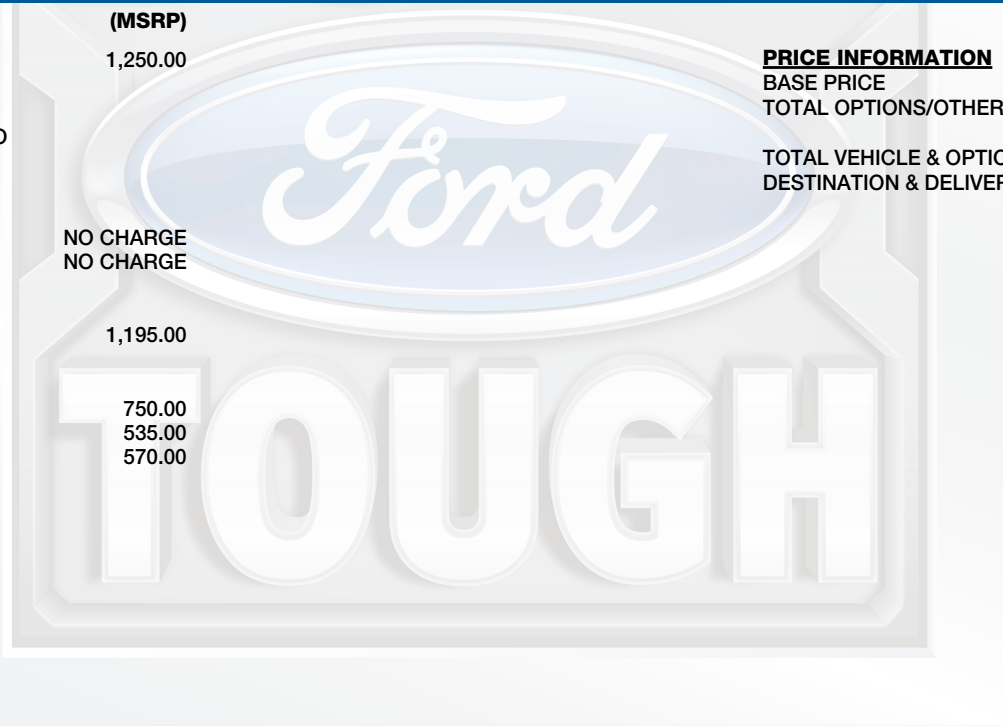 (MSRP)
1,250.00
NO CHARGE
NO CHARGE
1,195.00
750.00
535.00
570.00
PRICE INFORMATION
BASE PRICE
TOTAL OPTIONS/OTHER
TOTAL VEHICLE & OPTIO
DESTINATION & DELIVER
Ford
TOUGH